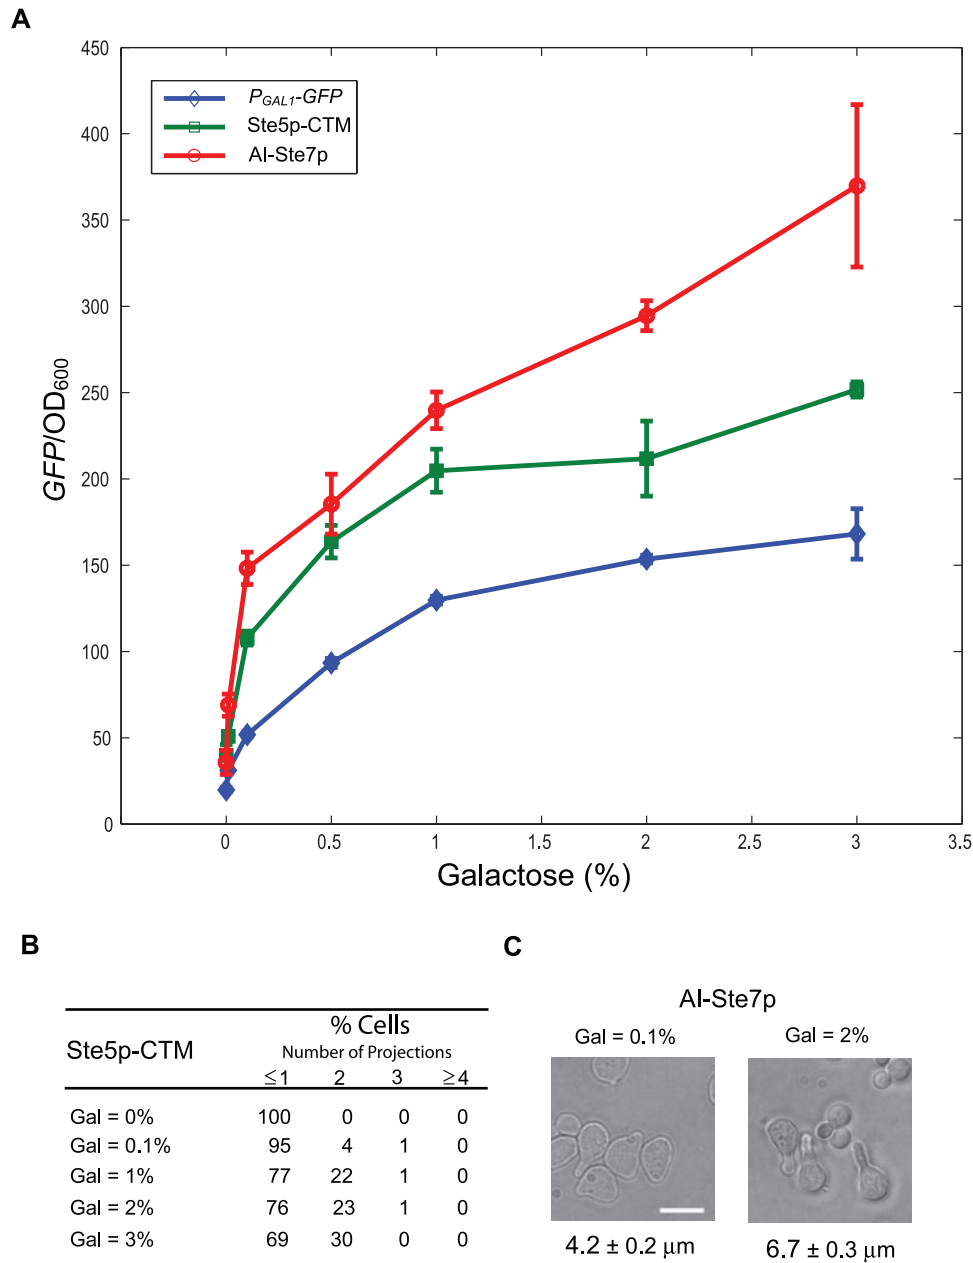 A
450
400
350
300
250
200
150
100
50
0
GFP/OD600
P_GAL1-GFP
Ste5p-CTM
Al-Ste7p
0 0.5 1 1.5 2 2.5 3 3.5
Galactose (%)
B
Ste5p-CTM
% Cells
Number of Projections
≤1 2 3 ≥4
Gal = 0% 100 0 0 0
Gal = 0.1% 95 4 1 0
Gal = 1% 77 22 1 0
Gal = 2% 76 23 1 0
Gal = 3% 69 30 0 0
C
Al-Ste7p
Gal = 0.1% Gal = 2%
4.2 ± 0.2 μm 6.7 ± 0.3 μm